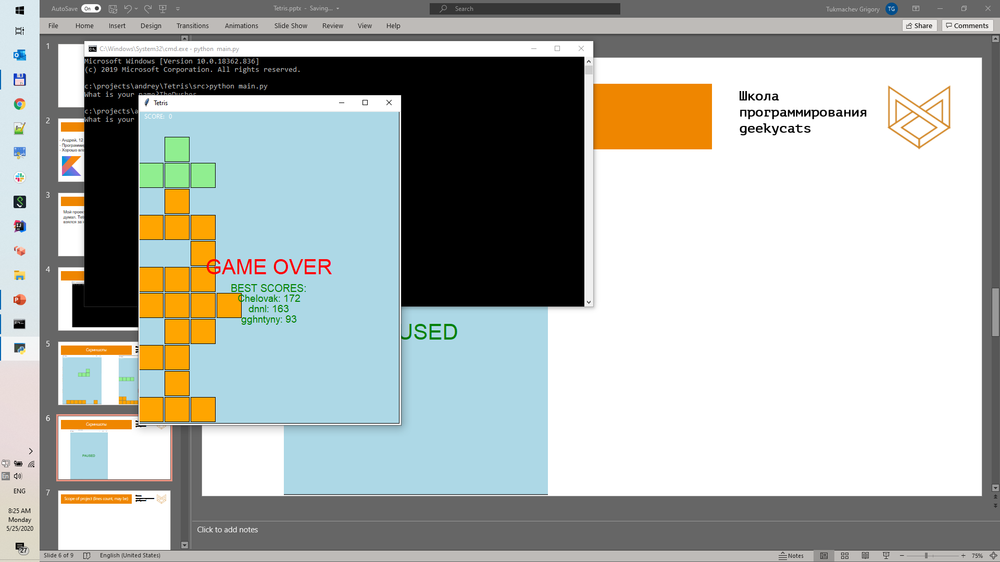 AutoSave On
Tetris.pptx - Saving...
Search
Tukmachev Grigory TG
File Home Insert Design Transitions Animations Slide Show Review View Help
Share Comments
C:\Windows\System32\cmd.exe - python main.py
Microsoft Windows [Version 10.0.18362.836]
(c) 2019 Microsoft Corporation. All rights reserved.
c:\projects\andrey\Tetris\src>python main.py
What is your name?TheDushes
c:\projects\a
What is your
Tetris
SCORE: 0
GAME OVER
BEST SCORES:
Chelovak: 172
dnnl: 163
gghntyny: 93
USED
Школа
программирования
geekycats
1
2
- Андрей, 12
- Программи
- Хорошо вла
3
Мой проект
думал. Tet
взялся за
4
5
Скриншоты
6
Скриншоты
PAUSED
7
Scope of project (lines count, may be)
Click to add notes
En
ENG
8:25 AM
Monday
5/25/2020
27
Slide 6 of 9
English (United States)
Notes
75%